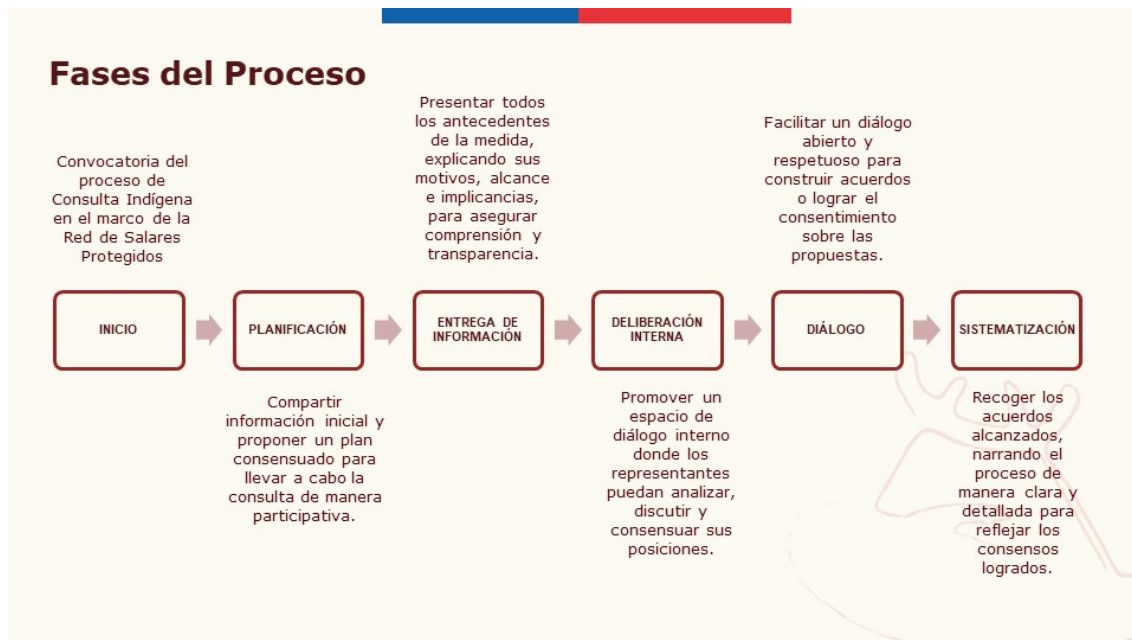 Fases del Proceso
Convocatoria del
proceso de
Consulta Indígena
en el marco de la
Red de Salares
Protegidos
INICIO
PLANIFICACIÓN
Compartir
información inicial y
proponer un plan
consensuado para
llevar a cabo la
consulta de manera
participativa.
Presentar todos
los antecedentes
de la medida,
explicando sus
motivos, alcance
e implicancias,
para asegurar
comprensión y
transparencia.
ENTREGA DE
INFORMACIÓN
DELIBERACIÓN
INTERNA
Promover un
espacio de
diálogo interno
donde los
representantes
puedan analizar,
discutir y
consensuar sus
posiciones.
Facilitar un diálogo
abierto y
respetuoso para
construir acuerdos
o lograr el
consentimiento
sobre las
propuestas.
DIÁLOGO
SISTEMATIZACIÓN
Recoger los
acuerdos
alcanzados,
narrando el
proceso de
manera clara y
detallada para
reflejar los
consensos
logrados.